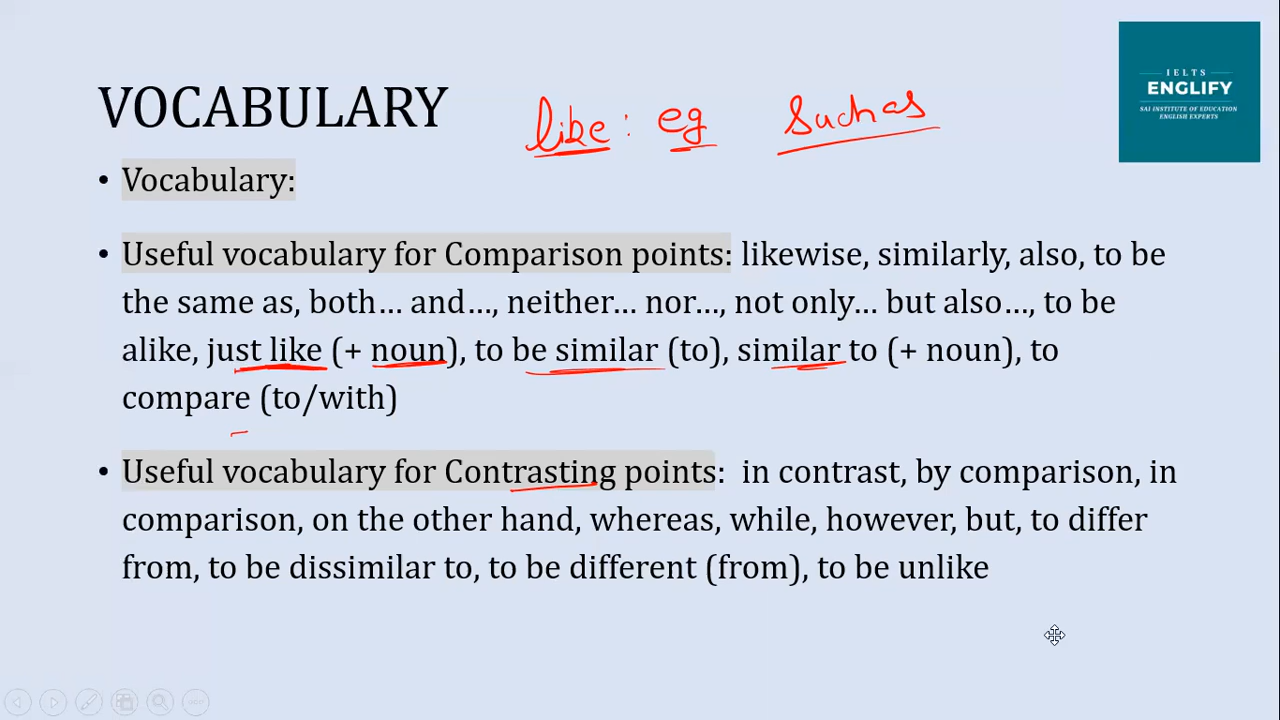 VOCABULARY
like : eg such as
IELTS
ENGLIFY
SAI INSTITUTE OF EDUCATION
ENGLISH EXPERTS
• Vocabulary:
• Useful vocabulary for Comparison points: likewise, similarly, also, to be
the same as, both… and…, neither… nor…, not only… but also…, to be
alike, just like (+ noun), to be similar (to), similar to (+ noun), to
compare (to/with)
• Useful vocabulary for Contrasting points: in contrast, by comparison, in
comparison, on the other hand, whereas, while, however, but, to differ
from, to be dissimilar to, to be different (from), to be unlike